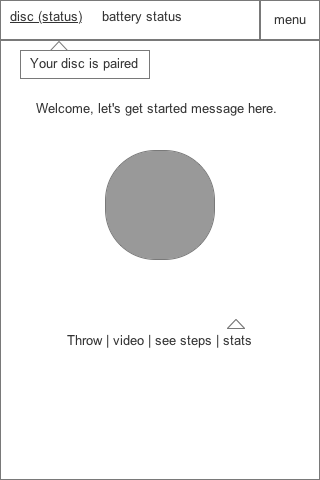 disc (status) battery status menu
Your disc is paired
Welcome, let's get started message here.
Throw | video | see steps | stats